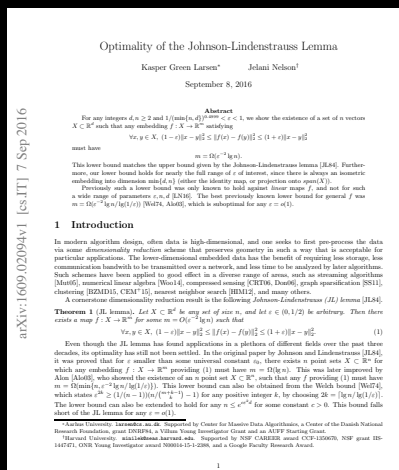 Optimality of the Johnson-Lindenstrauss Lemma
Kasper Green Larsen* Jelani Nelson†
September 8, 2016
Abstract
For any integers d, n ≥ 2 and 1/(min{n, d})^0.4999 < ε < 1, we show the existence of a set of n vectors
X ⊂ ℝ^d such that any embedding f : X → ℝ^m satisfying
∀x, y ∈ X, (1 − ε)‖x − y‖₂² ≤ ‖f(x) − f(y)‖₂² ≤ (1 + ε)‖x − y‖₂²
must have
m = Ω(ε⁻² lg n).
This lower bound matches the upper bound given by the Johnson-Lindenstrauss lemma [JL84]. Further-
more, our lower bound holds for nearly the full range of ε of interest, since there is always an isometric
embedding into dimension min{d, n} (either the identity map, or projection onto span(X)).
Previously such a lower bound was only known to hold against linear maps f, and not for such
a wide range of parameters ε, n, d [LN16]. The best previously known lower bound for general f was
m = Ω(ε⁻² lg n/ lg(1/ε)) [Wel74, Alo03], which is suboptimal for any ε = o(1).
1 Introduction
In modern algorithm design, often data is high-dimensional, and one seeks to first pre-process the data
via some dimensionality reduction scheme that preserves geometry in such a way that is acceptable for
particular applications. The lower-dimensional embedded data has the benefit of requiring less storage, less
communication bandwith to be transmitted over a network, and less time to be analyzed by later algorithms.
Such schemes have been applied to good effect in a diverse range of areas, such as streaming algorithms
[Mut05], numerical linear algebra [Woo14], compressed sensing [CRT06, Don06], graph sparsification [SS11],
clustering [BZMD15, CEM+15], nearest neighbor search [HIM12], and many others.
A cornerstone dimensionality reduction result is the following Johnson-Lindenstrauss (JL) lemma [JL84].
Theorem 1 (JL lemma). Let X ⊂ ℝ^d be any set of size n, and let ε ∈ (0, 1/2) be arbitrary. Then there
exists a map f : X → ℝ^m for some m = O(ε⁻² lg n) such that
∀x, y ∈ X, (1 − ε)‖x − y‖₂² ≤ ‖f(x) − f(y)‖₂² ≤ (1 + ε)‖x − y‖₂². (1)
Even though the JL lemma has found applications in a plethora of different fields over the past three
decades, its optimality has still not been settled. In the original paper by Johnson and Lindenstrauss [JL84],
it was proved that for ε smaller than some universal constant ε₀, there exists n point sets X ⊂ ℝ^n for
which any embedding f : X → ℝ^m providing (1) must have m = Ω(lg n). This was later improved by
Alon [Alo03], who showed the existence of an n point set X ⊂ ℝ^n, such that any f providing (1) must have
m = Ω(min{n, ε⁻² lg n/ lg(1/ε)}). This lower bound can also be obtained from the Welch bound [Wel74],
which states ε^2k ≥ (1/(n − 1))(n/(m+k−1 choose k) − 1) for any positive integer k, by choosing 2k = ⌈lg n/ lg(1/ε)⌉.
The lower bound can also be extended to hold for any n ≤ e^cε²d for some constant c > 0. This bound falls
short of the JL lemma for any ε = o(1).
*Aarhus University. larsen@cs.au.dk. Supported by Center for Massive Data Algorithmics, a Center of the Danish National
Research Foundation, grant DNRF84, a Villum Young Investigator Grant and an AUFF Starting Grant.
†Harvard University. minilek@seas.harvard.edu. Supported by NSF CAREER award CCF-1350670, NSF grant IIS-
1447471, ONR Young Investigator award N00014-15-1-2388, and a Google Faculty Research Award.
1
arXiv:1609.02094v1 [cs.IT] 7 Sep 2016